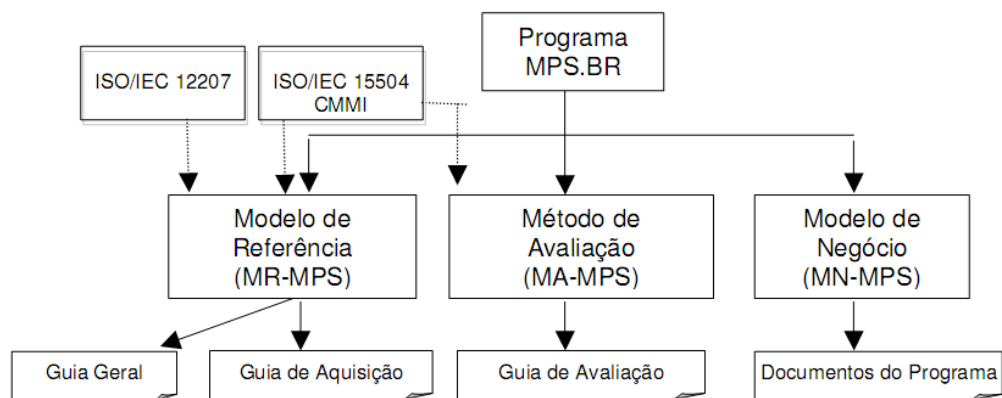 Programa
MPS.BR
ISO/IEC 12207
ISO/IEC 15504
CMMI
Modelo de
Referência
(MR-MPS)
Método de
Avaliação
(MA-MPS)
Modelo de
Negócio
(MN-MPS)
Guia Geral
Guia de Aquisição
Guia de Avaliação
Documentos do Programa